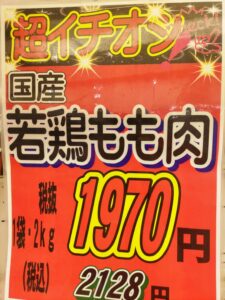 超イチオシ
国産
若鶏もも肉
税抜
1袋・2kg
1970円
(税込)
2128円